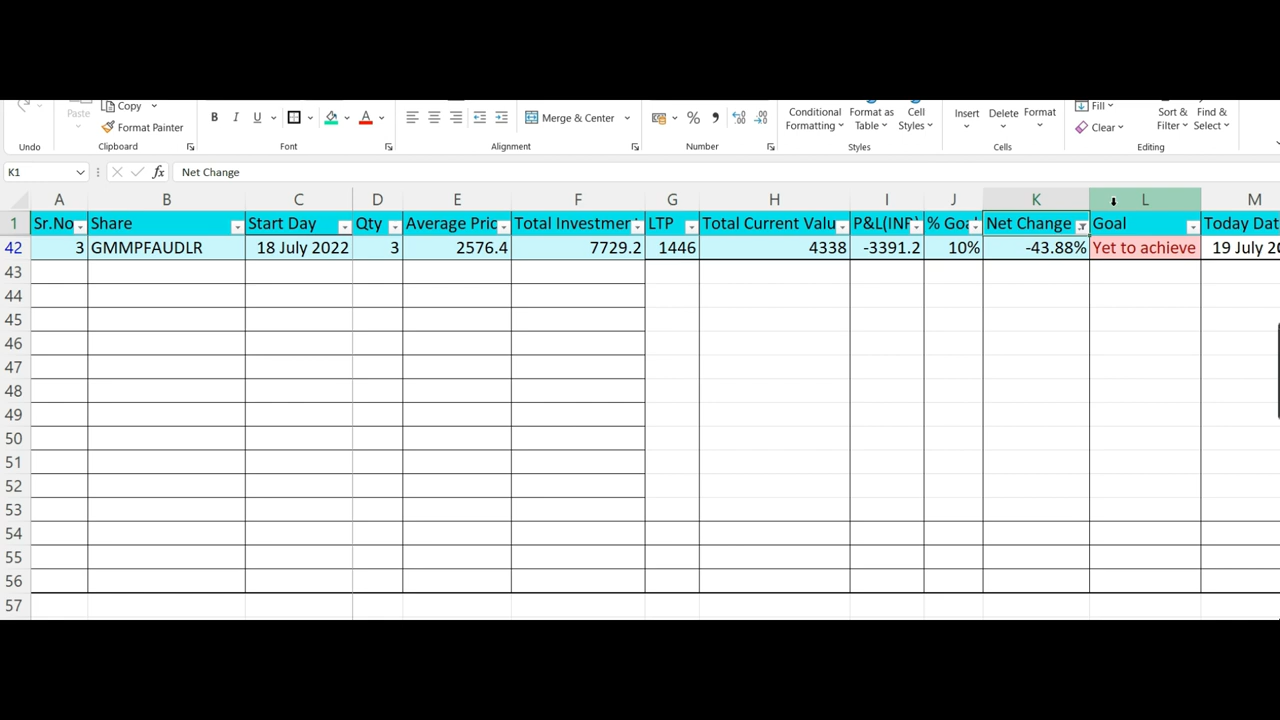 Copy
Paste
Format Painter
B I U
A
Merge & Center
%
Conditional Formatting
Format as Table
Cell Styles
Insert
Delete
Format
Fill
Clear
Sort & Filter
Find & Select
Undo
Clipboard
Font
Alignment
Number
Styles
Cells
Editing
K1 fx Net Change
A B C D E F G H I J K L M
1 Sr.No Share Start Day Qty Average Pric Total Investmen LTP Total Current Valu P&L(INR) % Goa Net Change Goal Today Dat
42 3 GMMPFAUDLR 18 July 2022 3 2576.4 7729.2 1446 4338 -3391.2 10% -43.88% Yet to achieve 19 July 20
43
44
45
46
47
48
49
50
51
52
53
54
55
56
57